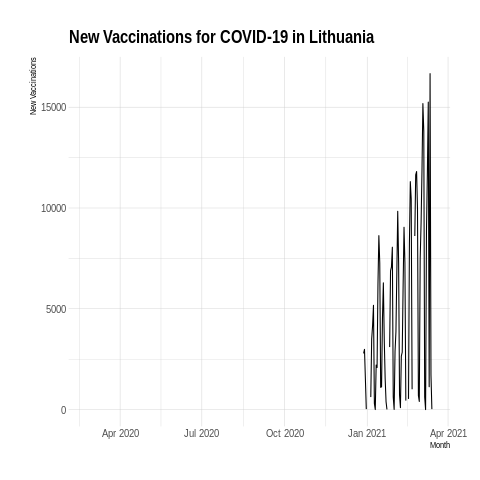 New Vaccinations for COVID-19 in Lithuania
New Vaccinations
15000
10000
5000
0
Apr 2020 Jul 2020 Oct 2020 Jan 2021 Apr 2021
Month